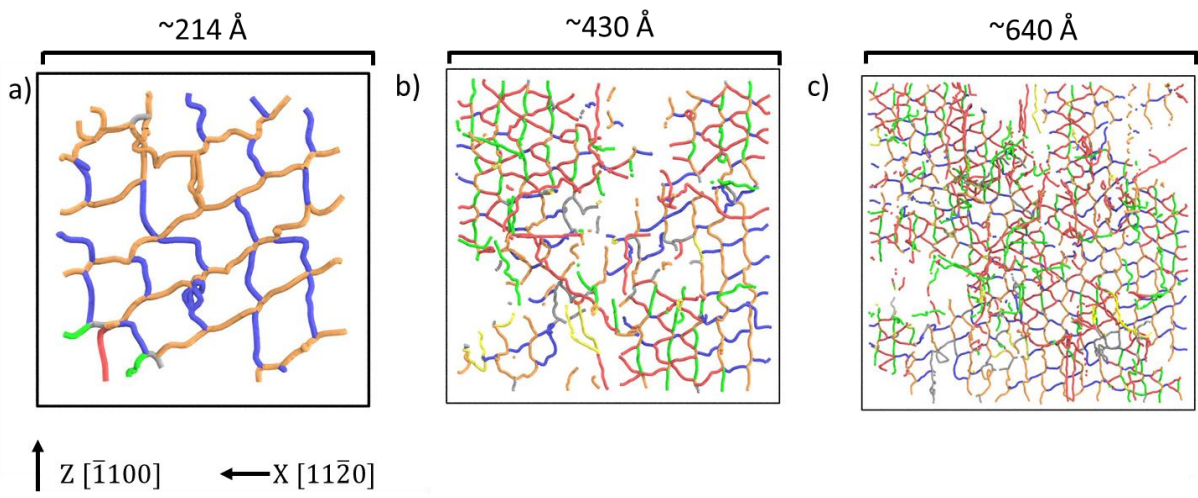 ~214 Å
~430 Å
~640 Å
a)
b)
c)
Z [1̅100]
X [112̅0]